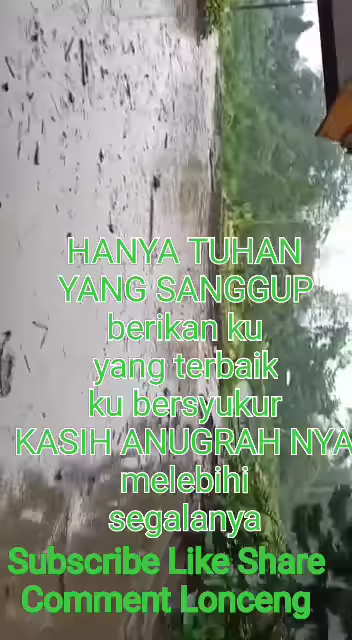 HANYA TUHAN
YANG SANGGUP
berikan ku
yang terbaik
ku bersyukur
KASIH ANUGRAH NYA
melebihi
segalanya
Subscribe Like Share
Comment Lonceng